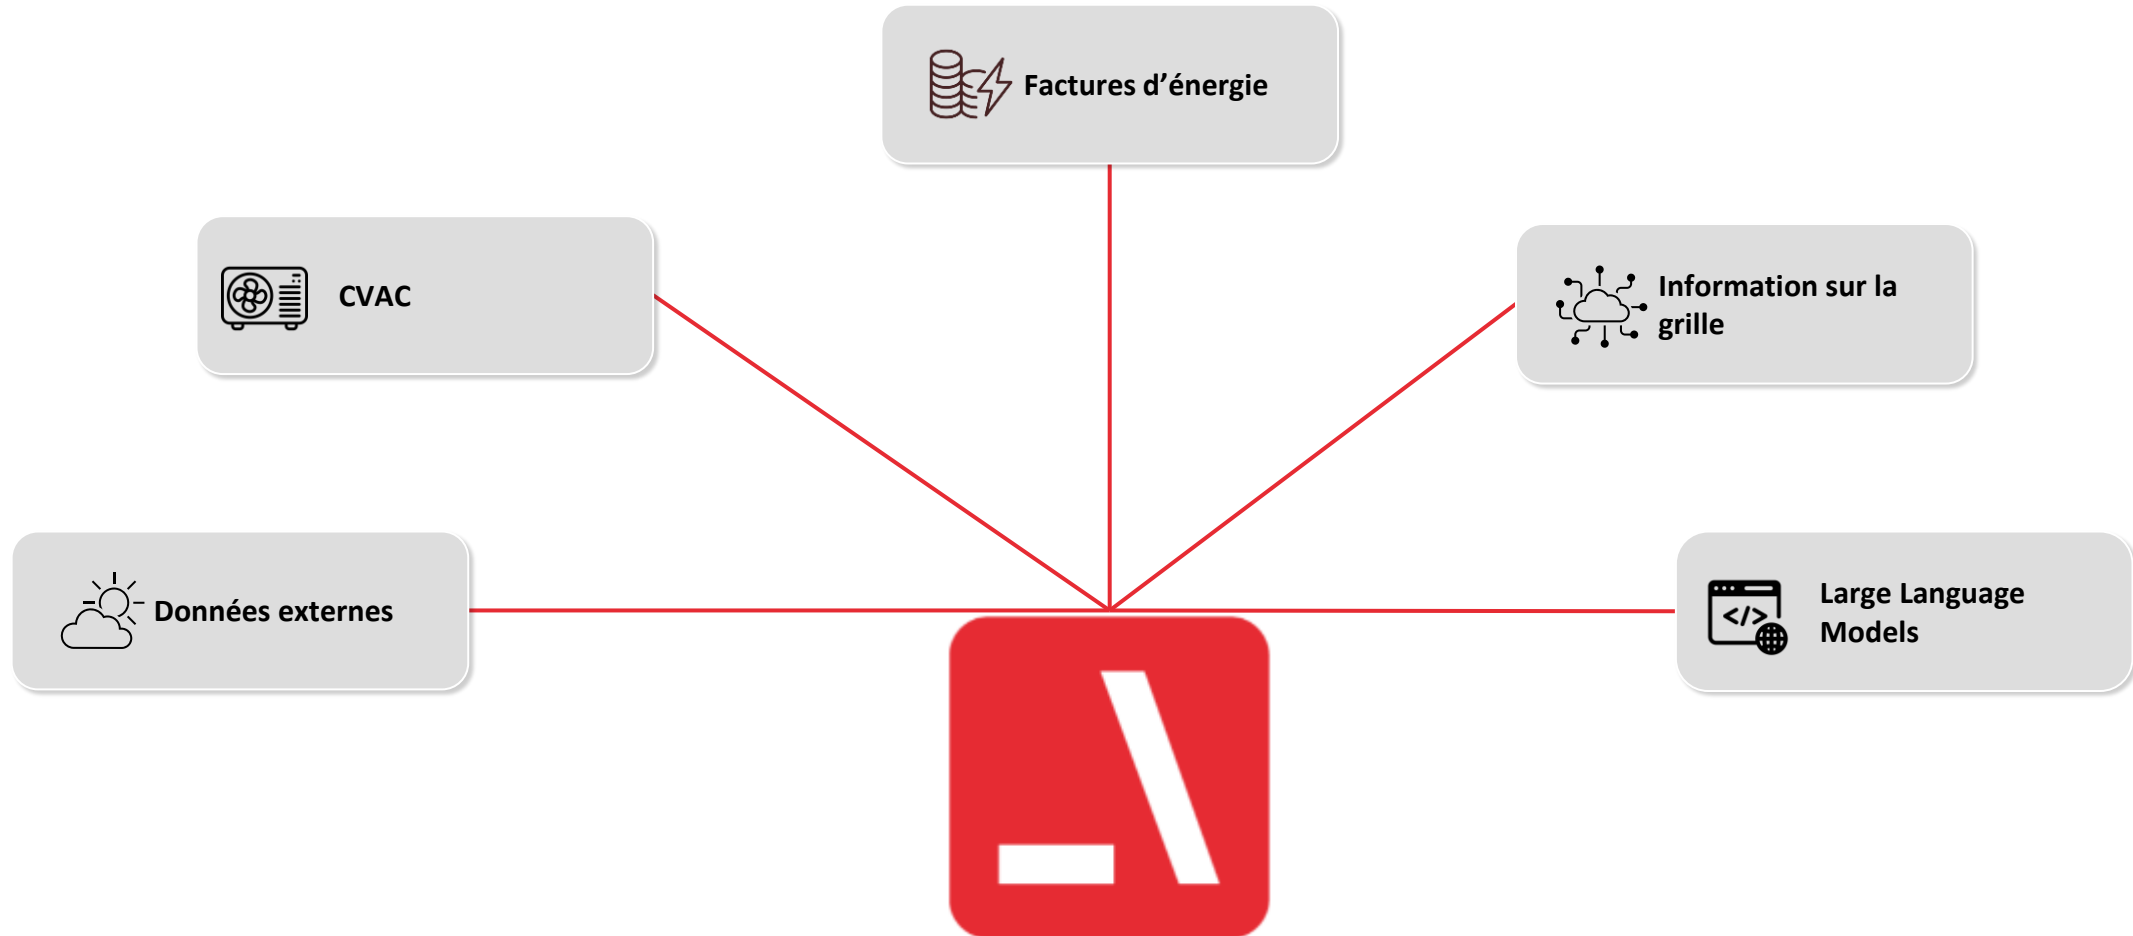 Factures d’énergie
CVAC
Information sur la
grille
Données externes
Large Language
Models